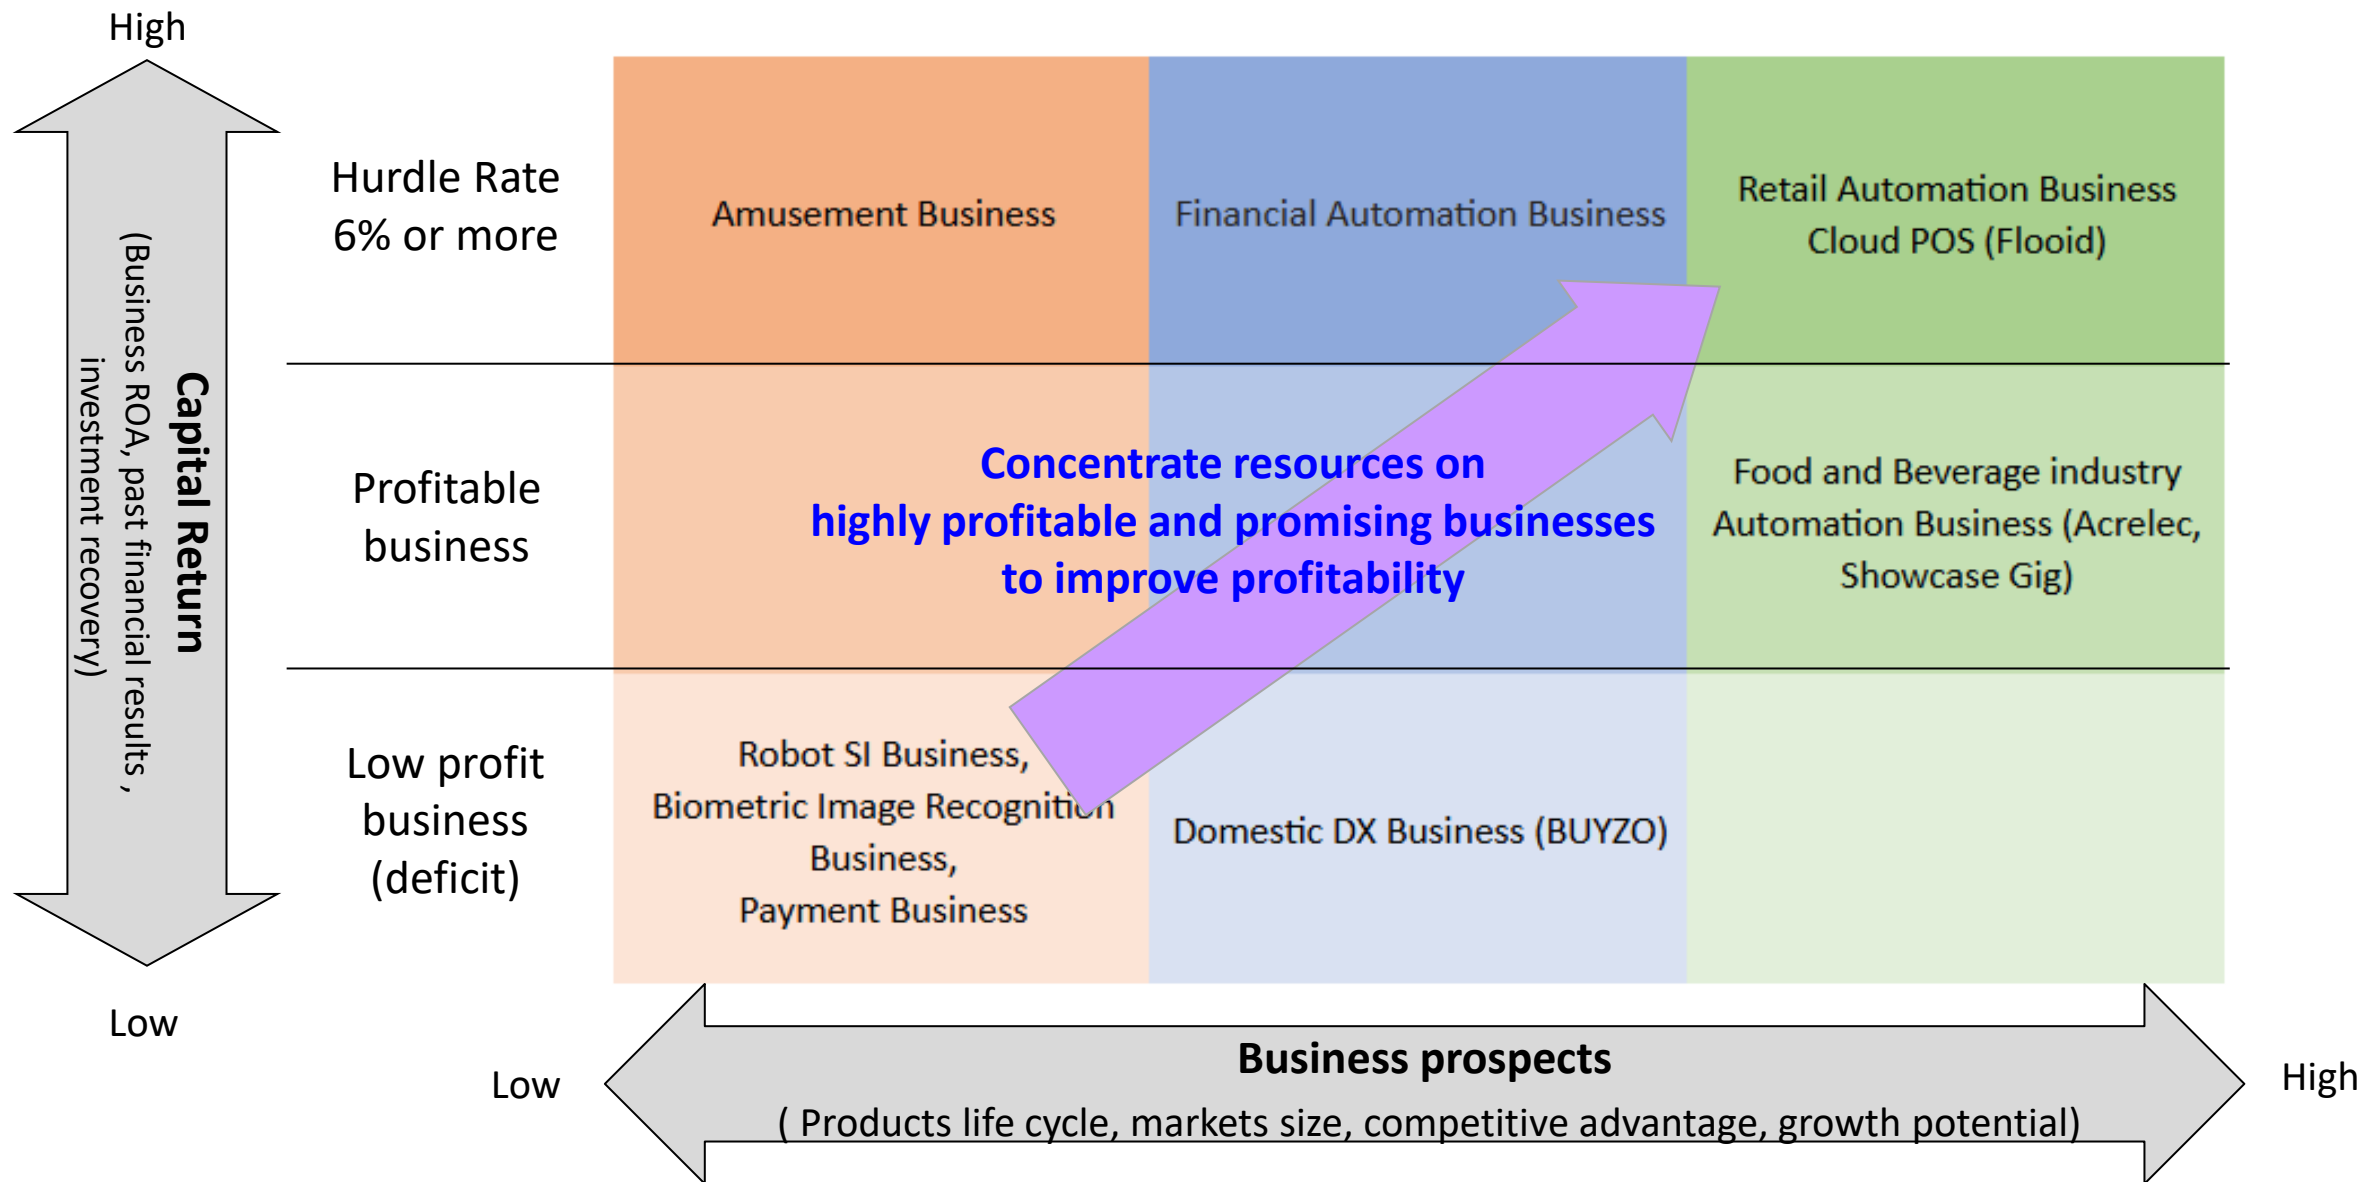 High
Capital Return
(Business ROA, past financial results ,
investment recovery)
Low
Hurdle Rate
6% or more
Amusement Business
Financial Automation Business
Retail Automation Business
Cloud POS (Flooid)
Profitable
business
Concentrate resources on
highly profitable and promising businesses
to improve profitability
Food and Beverage industry
Automation Business (Acrelec,
Showcase Gig)
Low profit
business
(deficit)
Robot SI Business,
Biometric Image Recognition
Business,
Payment Business
Domestic DX Business (BUYZO)
Low
Business prospects
( Products life cycle, markets size, competitive advantage, growth potential)
High